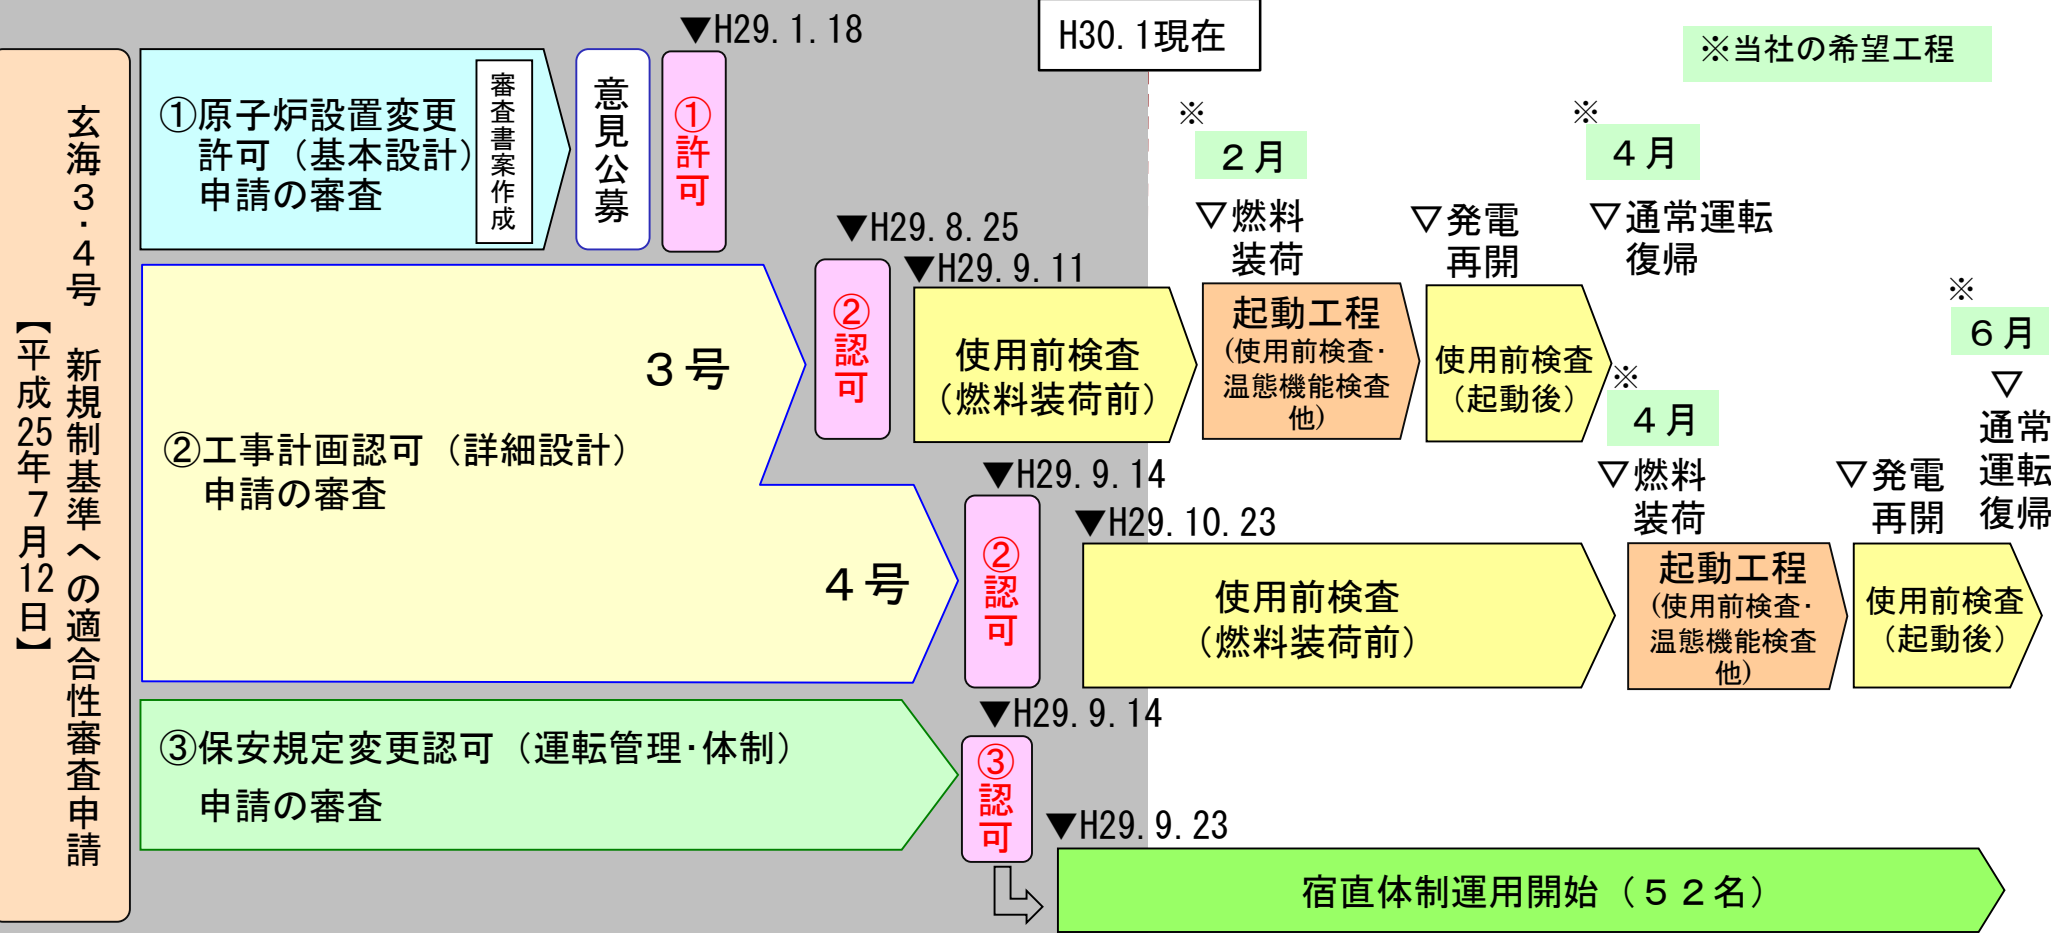 玄海３・４号　新規制基準への適合性審査申請
【平成25年７月12日】
▼H29.1.18
H30.1現在
※当社の希望工程
①原子炉設置変更
許可（基本設計）
申請の審査
審査書案作成
意見公募
①許可
※
２月
▽燃料
装荷
▽発電
再開
※
４月
▽通常運転
復帰
▼H29.8.25
▼H29.9.11
３号
②工事計画認可（詳細設計）
申請の審査
４号
②認可
使用前検査
（燃料装荷前）
起動工程
(使用前検査・
温態機能検査
他)
使用前検査
（起動後）
▼H29.9.14
▼H29.10.23
②認可
使用前検査
（燃料装荷前）
※
４月
▽燃料
装荷
▽発電
再開
※
６月
▽
通常
運転
復帰
起動工程
(使用前検査・
温態機能検査
他)
使用前検査
（起動後）
③保安規定変更認可（運転管理・体制）
申請の審査
▼H29.9.14
③認可
▼H29.9.23
宿直体制運用開始（５２名）